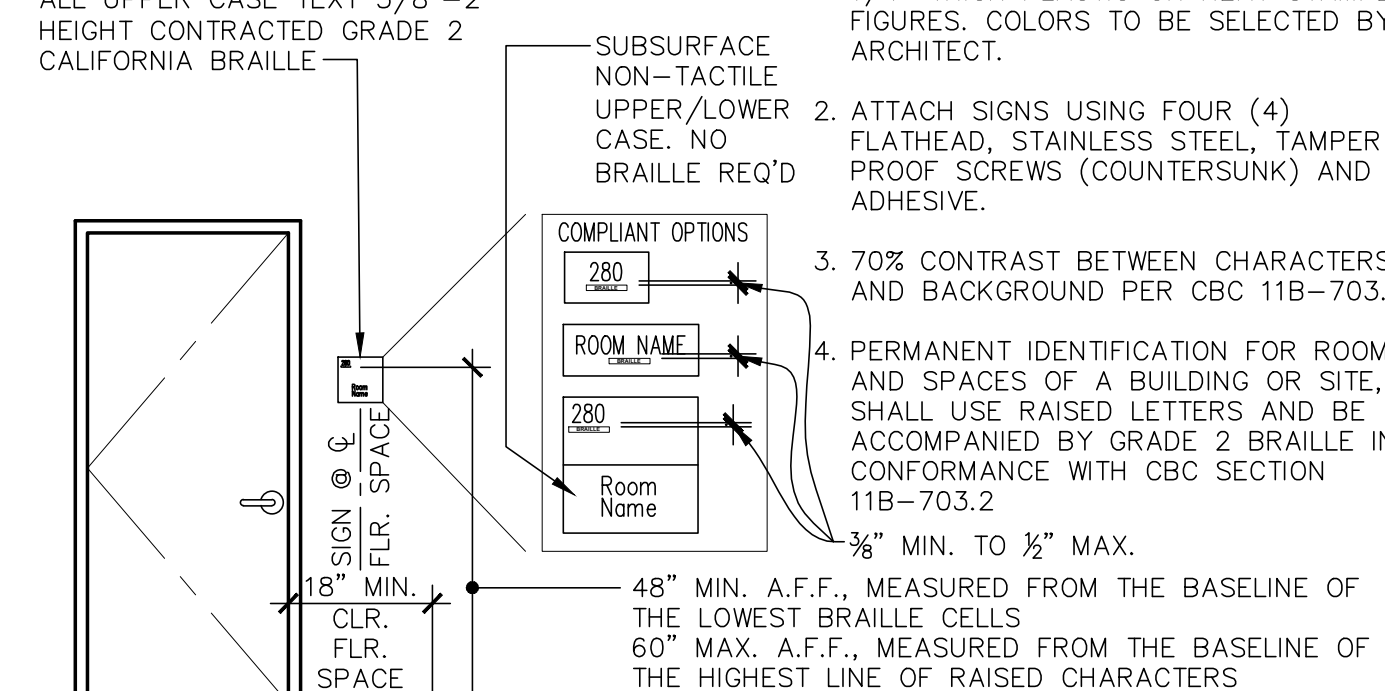 ALL UPPER CASE TEXT 5/8"-2"
HEIGHT CONTRACTED GRADE 2
CALIFORNIA BRAILLE
SUBSURFACE
NON-TACTILE
UPPER/LOWER
CASE. NO
BRAILLE REQ'D
FIGURES. COLORS TO BE SELECTED BY
ARCHITECT.
2. ATTACH SIGNS USING FOUR (4)
FLATHEAD, STAINLESS STEEL, TAMPER
PROOF SCREWS (COUNTERSUNK) AND
ADHESIVE.
3. 70% CONTRAST BETWEEN CHARACTERS
AND BACKGROUND PER CBC 11B-703.
4. PERMANENT IDENTIFICATION FOR ROOM
AND SPACES OF A BUILDING OR SITE,
SHALL USE RAISED LETTERS AND BE
ACCOMPANIED BY GRADE 2 BRAILLE IN
CONFORMANCE WITH CBC SECTION
11B-703.2
COMPLIANT OPTIONS
280
BRAILLE
ROOM NAME
BRAILLE
280
BRAILLE
Room
Name
3/8" MIN. TO 1/2" MAX.
280
Room
Name
SIGN @ ℄
FLR. SPACE
18" MIN.
CLR.
FLR.
SPACE
48" MIN. A.F.F., MEASURED FROM THE BASELINE OF
THE LOWEST BRAILLE CELLS
60" MAX. A.F.F., MEASURED FROM THE BASELINE OF
THE HIGHEST LINE OF RAISED CHARACTERS